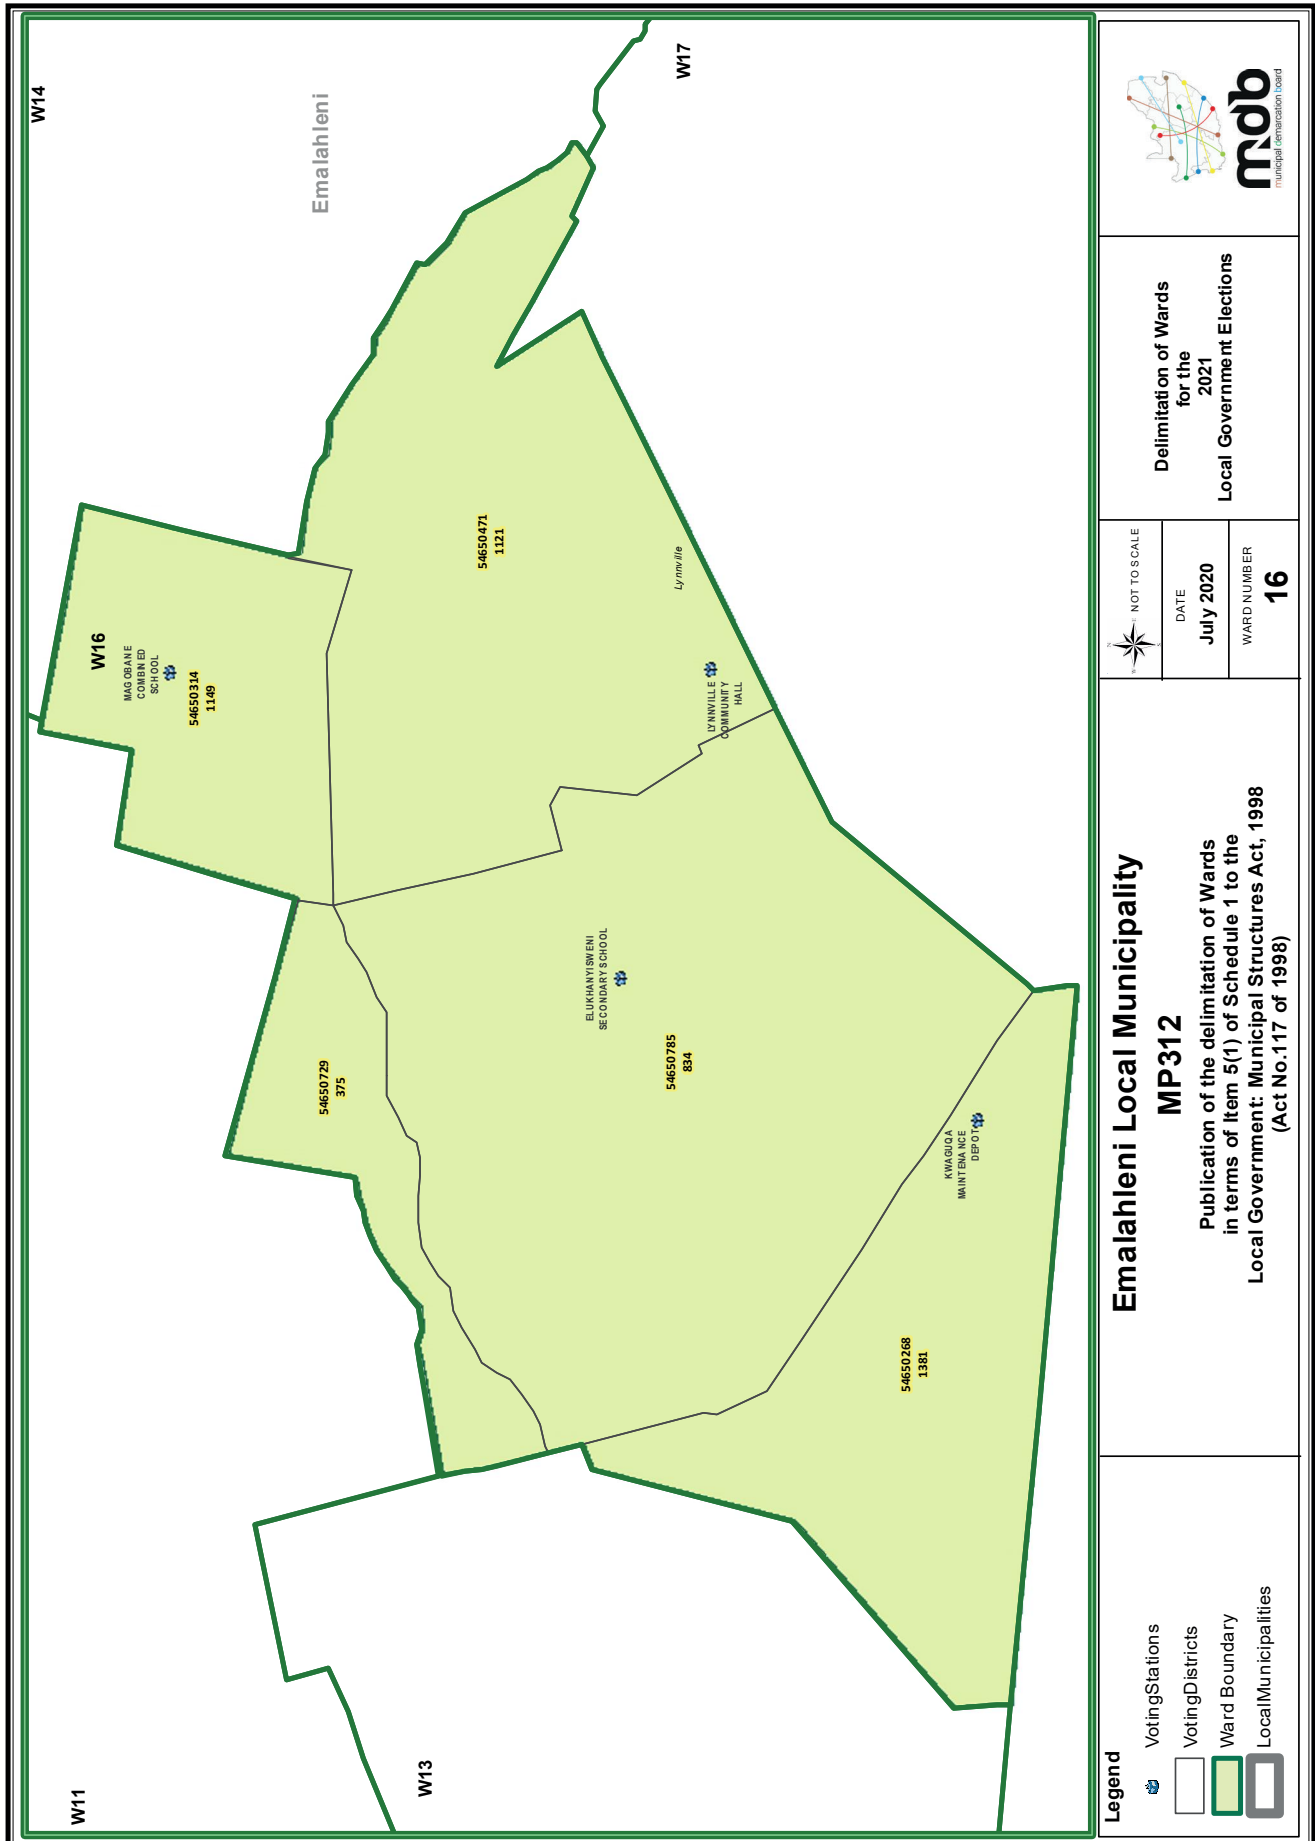 W14
Emalahleni
W17
W16
MAGOBANE
COMBINED
SCHOOL
54650314
1149
54650471
1121
Lynnville
LYNNVILLE
COMMUNITY
HALL
ELUKHANYISWENI
SECONDARY SCHOOL
54650729
375
54650785
834
KWAGUQA
MAINTENANCE
DEPOT
54650268
1381
W11
W13
Legend
VotingStations
VotingDistricts
Ward Boundary
LocalMunicipalities
Emalahleni Local Municipality
MP312
Publication of the delimitation of Wards
in terms of Item 5(1) of Schedule 1 to the
Local Government: Municipal Structures Act, 1998
(Act No.117 of 1998)
N
W
E
S
NOT TO SCALE
DATE
July 2020
WARD NUMBER
16
Delimitation of Wards
for the
2021
Local Government Elections
mdb
municipal demarcation board